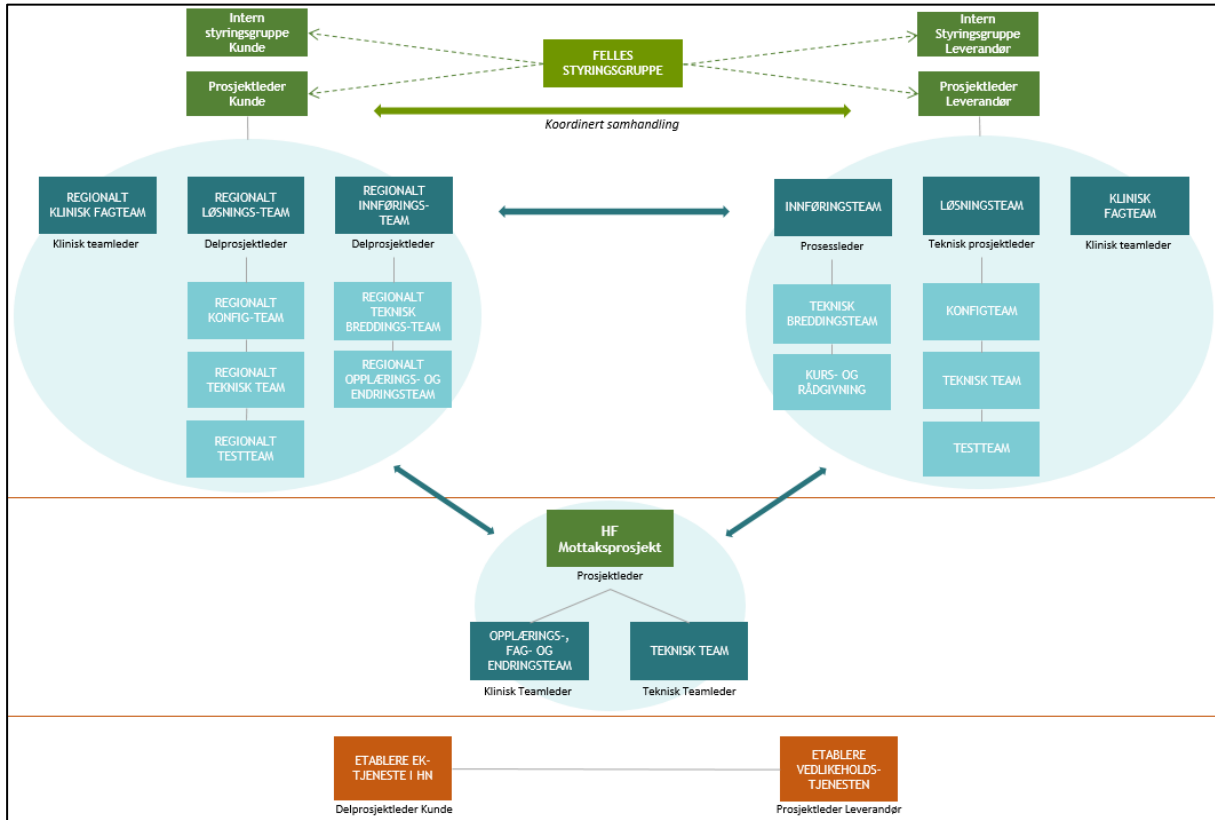 Intern
styringsgruppe
Kunde
FELLES
STYRINGSGRUPPE
Intern
Styringsgruppe
Leverandør
Prosjektleder
Kunde
Prosjektleder
Leverandør
Koordinert samhandling
REGIONALT
KLINISK FAGTEAM
Klinisk teamleder
REGIONALT
LØSNINGS-TEAM
Delprosjektleder
REGIONALT
INNFØRINGS-
TEAM
Delprosjektleder
REGIONALT
KONFIG-TEAM
REGIONALT
TEKNISK TEAM
REGIONALT
TESTTEAM
REGIONALT
TEKNISK
BREDDINGS-TEAM
REGIONALT
OPPLÆRINGS- OG
ENDRINGSTEAM
INNFØRINGSTEAM
Prosessleder
LØSNINGSTEAM
Teknisk prosjektleder
KLINISK
FAGTEAM
Klinisk teamleder
TEKNISK
BREDDINGSTEAM
KURS- OG
RÅDGIVNING
KONFIGTEAM
TEKNISK TEAM
TESTTEAM
HF
Mottaksprosjekt
Prosjektleder
OPPLÆRINGS-,
FAG- OG
ENDRINGSTEAM
Klinisk Teamleder
TEKNISK TEAM
Teknisk Teamleder
ETABLERE EK-
TJENESTE I HN
Delprosjektleder Kunde
ETABLERE
VEDLIKEHOLDS-
TJENESTEN
Prosjektleder Leverandør